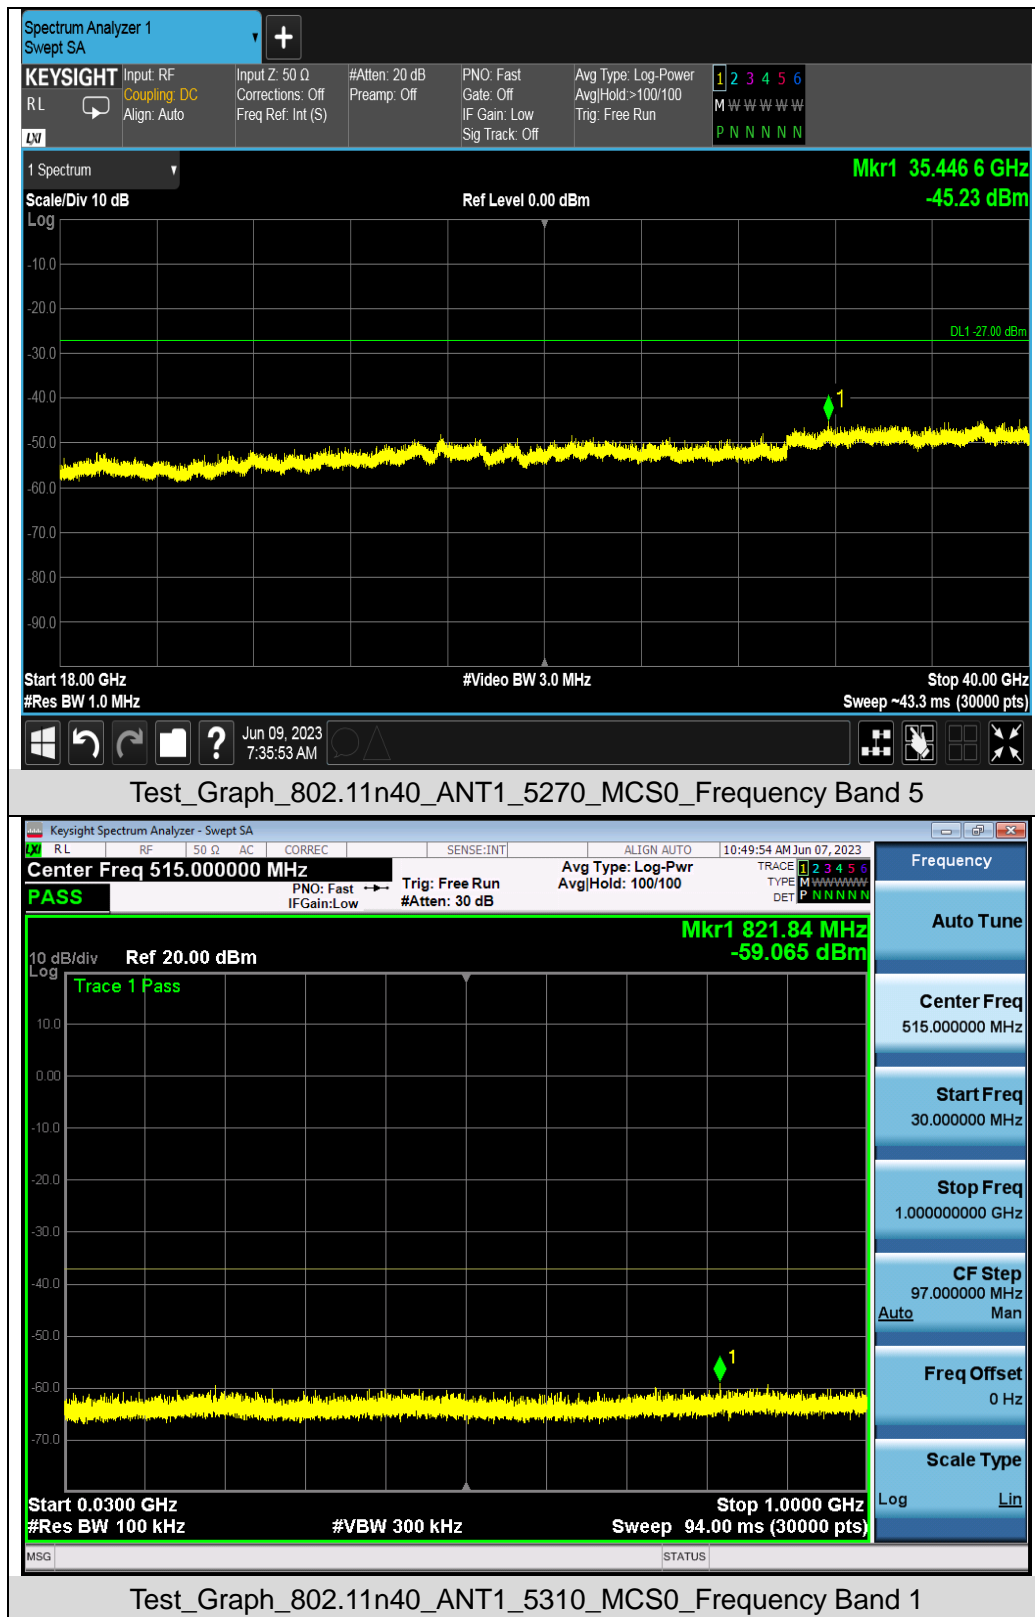 Spectrum Analyzer 1
Swept SA
KEYSIGHT
R L
LXI
Input: RF
Coupling: DC
Align: Auto
Input Z: 50 Ω
Corrections: Off
Freq Ref: Int (S)
#Atten: 20 dB
Preamp: Off
PNO: Fast
Gate: Off
IF Gain: Low
Sig Track: Off
Avg Type: Log-Power
Avg|Hold:>100/100
Trig: Free Run
1 2 3 4 5 6
M W W W W W
P N N N N N
1 Spectrum
Mkr1 35.446 6 GHz
-45.23 dBm
Scale/Div 10 dB
Ref Level 0.00 dBm
Log
-10.0
-20.0
DL1 -27.00 dBm
-30.0
-40.0
1
-50.0
-60.0
-70.0
-80.0
-90.0
Start 18.00 GHz
#Video BW 3.0 MHz
Stop 40.00 GHz
#Res BW 1.0 MHz
Sweep ~43.3 ms (30000 pts)
?
Jun 09, 2023
7:35:53 AM
Test_Graph_802.11n40_ANT1_5270_MCS0_Frequency Band 5
Keysight Spectrum Analyzer - Swept SA
LXI
RL RF 50 Ω AC CORREC SENSE:INT ALIGN AUTO 10:49:54 AM Jun 07, 2023
Center Freq 515.000000 MHz
PASS
PNO: Fast
IFGain:Low
Trig: Free Run
#Atten: 30 dB
Avg Type: Log-Pwr
Avg|Hold: 100/100
TRACE 1 2 3 4 5 6
TYPE M W W W W W
DET P N N N N N
Mkr1 821.84 MHz
-59.065 dBm
10 dB/div
Ref 20.00 dBm
Log
Trace 1 Pass
10.0
0.00
-10.0
-20.0
-30.0
-40.0
-50.0
1
-60.0
-70.0
Start 0.0300 GHz
Stop 1.0000 GHz
#Res BW 100 kHz
#VBW 300 kHz
Sweep 94.00 ms (30000 pts)
MSG
STATUS
Frequency
Auto Tune
Center Freq
515.000000 MHz
Start Freq
30.000000 MHz
Stop Freq
1.000000000 GHz
CF Step
97.000000 MHz
Auto Man
Freq Offset
0 Hz
Scale Type
Log Lin
Test_Graph_802.11n40_ANT1_5310_MCS0_Frequency Band 1